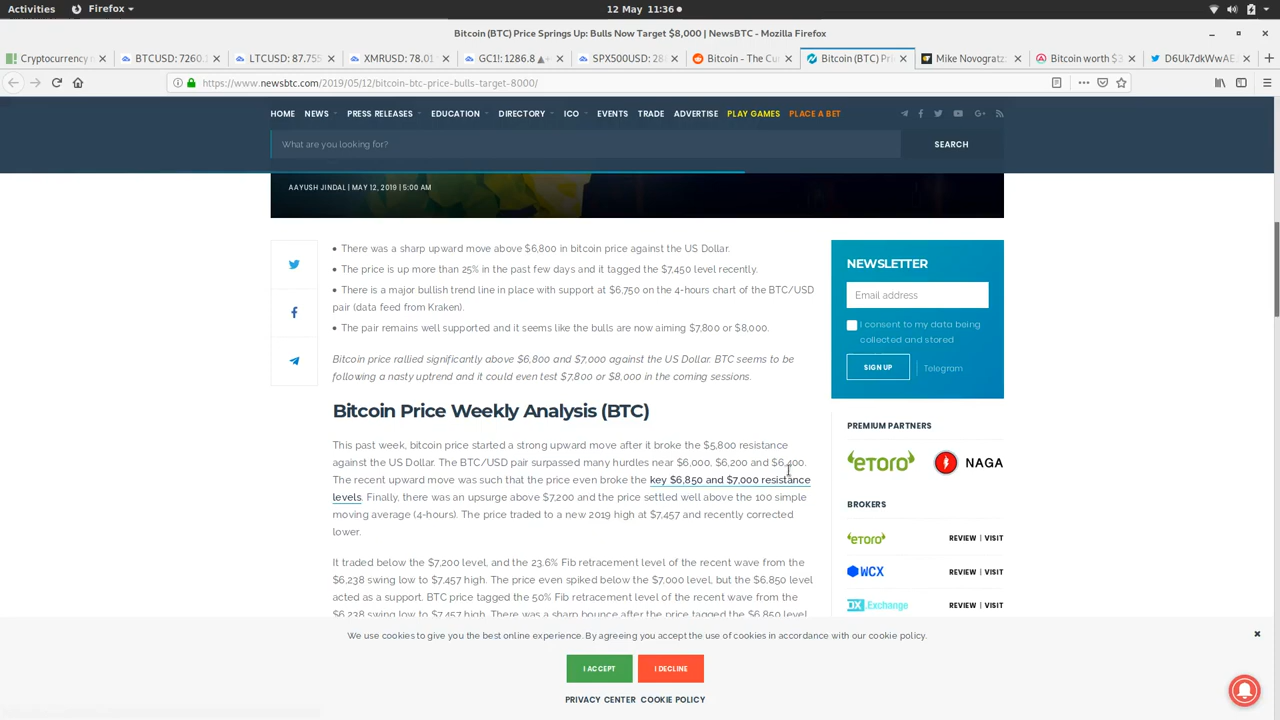 Activities Firefox 12 May 11:36
Bitcoin (BTC) Price Springs Up: Bulls Now Target $8,000 | NewsBTC - Mozilla Firefox
Cryptocurrency BTCUSD: 7260. LTCUSD: 87.755 XMRUSD: 78.01 GC1!: 1286.8 SPX500USD: 28 Reddit Bitcoin - The Cu Bitcoin (BTC) Pri Mike Novogratz: Bitcoin worth $3 D6Uk7dkWwAE
https://www.newsbtc.com/2019/05/12/bitcoin-btc-price-bulls-target-8000/
HOME NEWS PRESS RELEASES EDUCATION DIRECTORY ICO EVENTS TRADE ADVERTISE PLAY GAMES PLACE A BET
What are you looking for? SEARCH
AAYUSH JINDAL | MAY 12, 2019 | 5:00 AM
• There was a sharp upward move above $6,800 in bitcoin price against the US Dollar.
• The price is up more than 25% in the past few days and it tagged the $7,450 level recently.
• There is a major bullish trend line in place with support at $6,750 on the 4-hours chart of the BTC/USD
pair (data feed from Kraken).
• The pair remains well supported and it seems like the bulls are now aiming $7,800 or $8,000.
Bitcoin price rallied significantly above $6,800 and $7,000 against the US Dollar. BTC seems to be
following a nasty uptrend and it could even test $7,800 or $8,000 in the coming sessions.
Bitcoin Price Weekly Analysis (BTC)
This past week, bitcoin price started a strong upward move after it broke the $5,800 resistance
against the US Dollar. The BTC/USD pair surpassed many hurdles near $6,000, $6,200 and $6,400.
The recent upward move was such that the price even broke the key $6,850 and $7,000 resistance
levels. Finally, there was an upsurge above $7,200 and the price settled well above the 100 simple
moving average (4-hours). The price traded to a new 2019 high at $7,457 and recently corrected
lower.
It traded below the $7,200 level, and the 23.6% Fib retracement level of the recent wave from the
$6,238 swing low to $7,457 high. The price even spiked below the $7,000 level, but the $6,850 level
acted as a support. BTC price tagged the 50% Fib retracement level of the recent wave from the
$6,238 swing low to $7,457 high. There was a sharp bounce after the price tagged the $6,850 level
NEWSLETTER
Email address
I consent to my data being
collected and stored
SIGN UP Telegram
PREMIUM PARTNERS
eToro NAGA
BROKERS
eToro REVIEW | VISIT
WCX REVIEW | VISIT
DX Exchange REVIEW | VISIT
We use cookies to give you the best online experience. By agreeing you accept the use of cookies in accordance with our cookie policy.
I ACCEPT I DECLINE
PRIVACY CENTER COOKIE POLICY